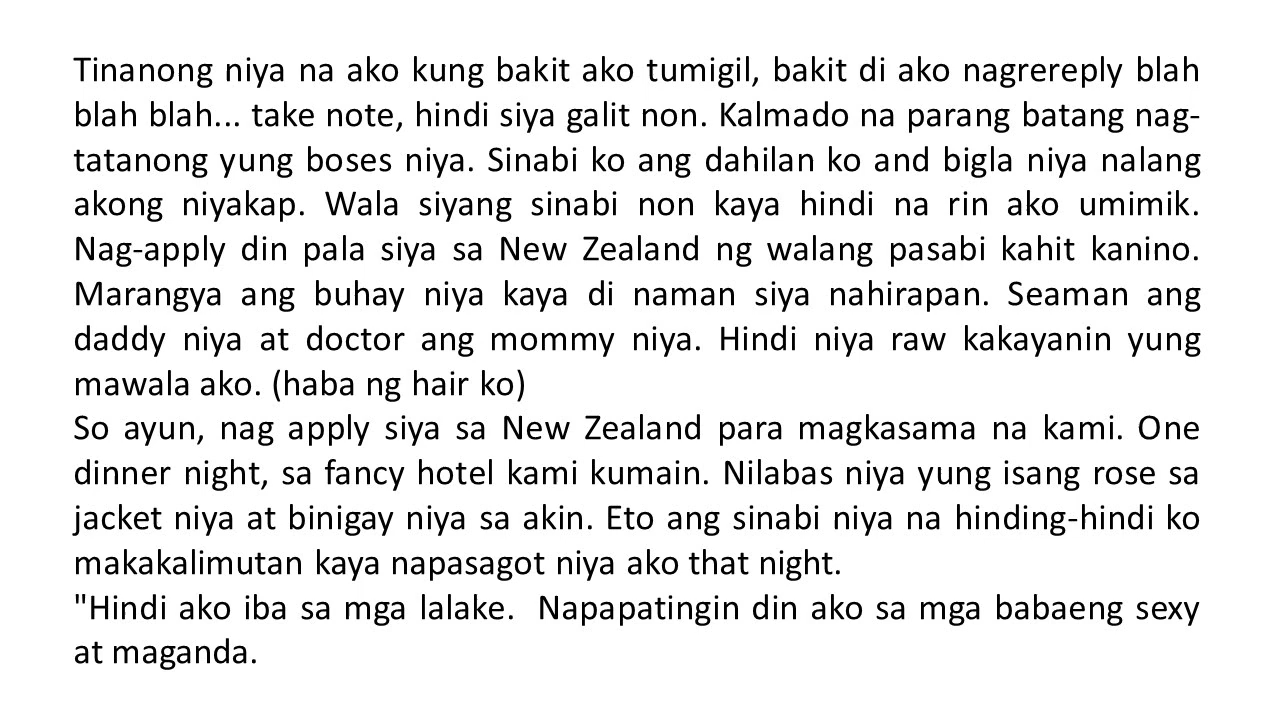 Tinanong niya na ako kung bakit ako tumigil, bakit di ako nagrereply blah
blah blah... take note, hindi siya galit non. Kalmado na parang batang nag-
tatanong yung boses niya. Sinabi ko ang dahilan ko and bigla niya nalang
akong niyakap. Wala siyang sinabi non kaya hindi na rin ako umimik.
Nag-apply din pala siya sa New Zealand ng walang pasabi kahit kanino.
Marangya ang buhay niya kaya di naman siya nahirapan. Seaman ang
daddy niya at doctor ang mommy niya. Hindi niya raw kakayanin yung
mawala ako. (haba ng hair ko)
So ayun, nag apply siya sa New Zealand para magkasama na kami. One
dinner night, sa fancy hotel kami kumain. Nilabas niya yung isang rose sa
jacket niya at binigay niya sa akin. Eto ang sinabi niya na hinding-hindi ko
makakalimutan kaya napasagot niya ako that night.
"Hindi ako iba sa mga lalake.  Napapatingin din ako sa mga babaeng sexy
at maganda.